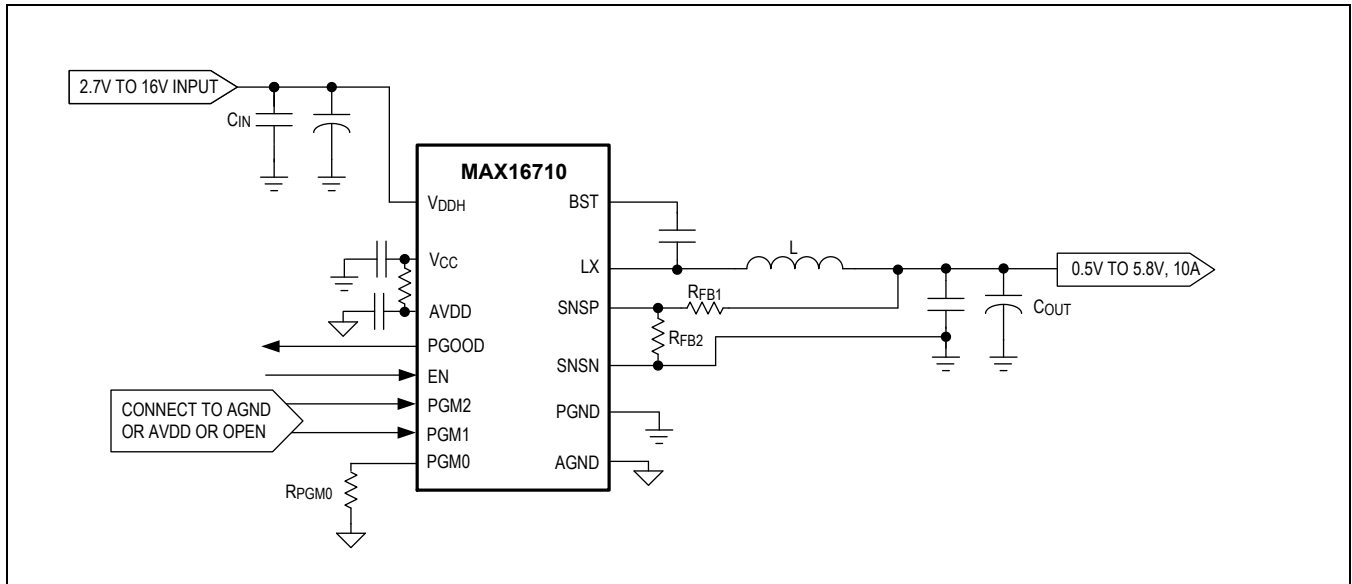 2.7V TO 16V INPUT
CIN
MAX16710
VDDH
BST
VCC
LX
L
0.5V TO 5.8V, 10A
AVDD
SNSP
RFB1
RFB2
COUT
PGOOD
SNSN
EN
CONNECT TO AGND
OR AVDD OR OPEN
PGM2
PGND
PGM1
PGM0
AGND
RPGM0